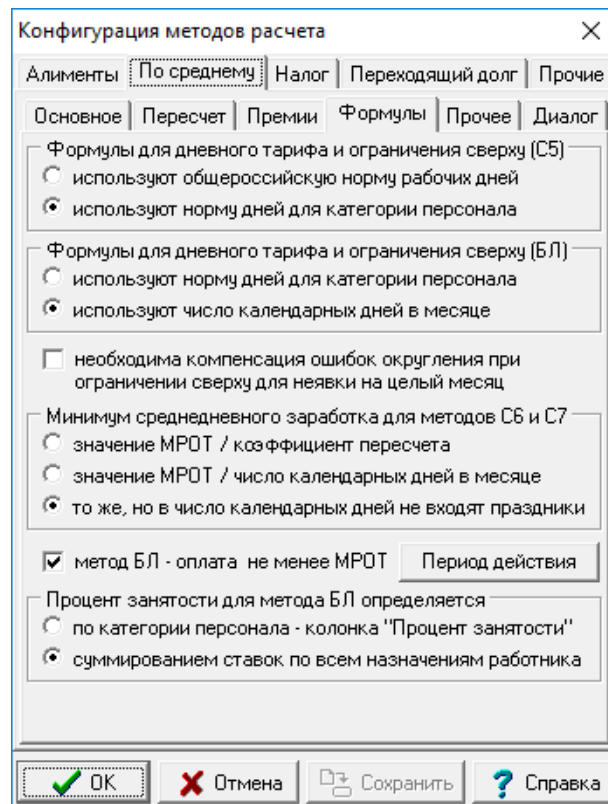 Конфигурация методов расчета
Алименты По среднему Налог Переходящий долг Прочие
Основное Пересчет Премии Формулы Прочее Диалог
Формулы для дневного тарифа и ограничения сверху (С5)
используют общероссийскую норму рабочих дней
используют норму дней для категории персонала
Формулы для дневного тарифа и ограничения сверху (БЛ)
используют норму дней для категории персонала
используют число календарных дней в месяце
необходима компенсация ошибок округления при
ограничении сверху для неявки на целый месяц
Минимум среднедневного заработка для методов С6 и С7
значение МРОТ / коэффициент пересчета
значение МРОТ / число календарных дней в месяце
то же, но в число календарных дней не входят праздники
метод БЛ - оплата не менее МРОТ Период действия
Процент занятости для метода БЛ определяется
по категории персонала - колонка "Процент занятости"
суммированием ставок по всем назначениям работника
OK Отмена Сохранить ? Справка